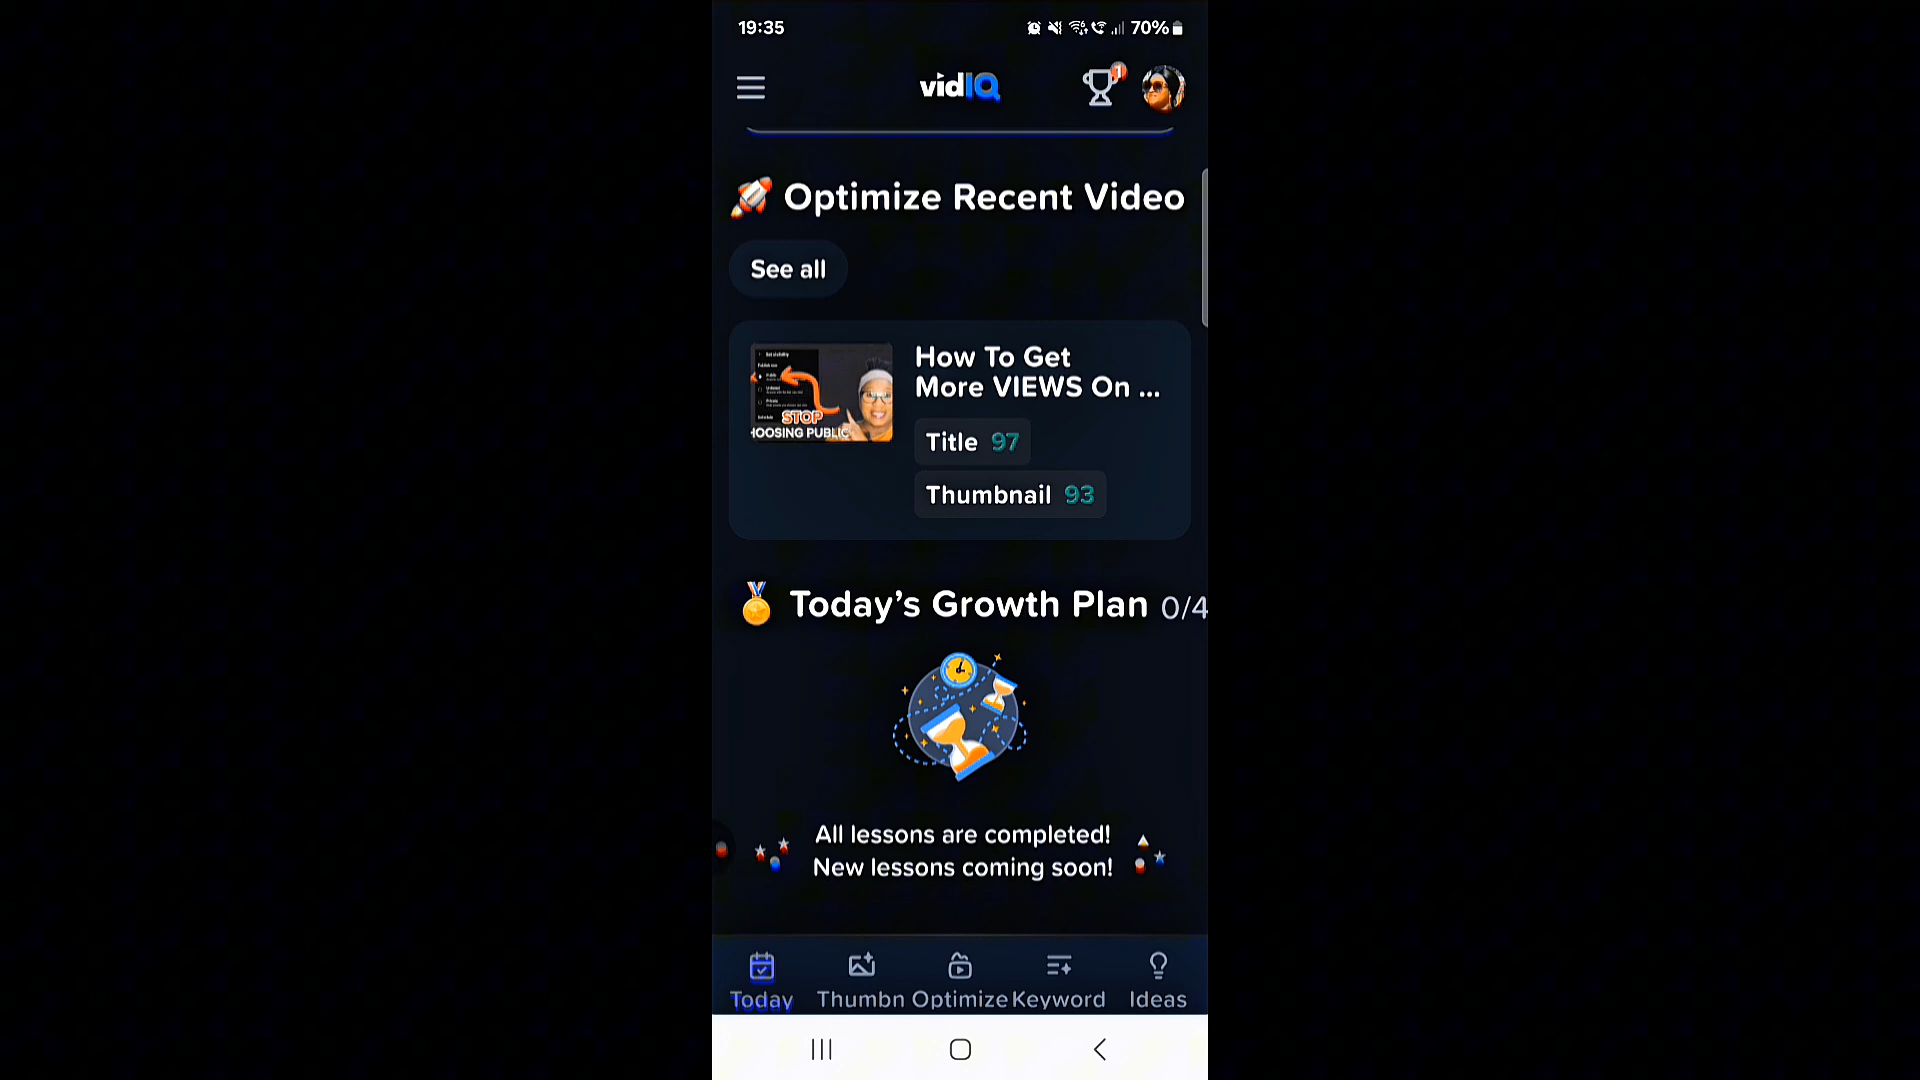 19:35
70%
vidIQ
1
Optimize Recent Video
See all
How To Get
More VIEWS On ...
Title 97
Thumbnail 93
STOP
HOOSING PUBLIC
Today's Growth Plan 0/4
All lessons are completed!
New lessons coming soon!
Today
Thumbn
Optimize
Keyword
Ideas